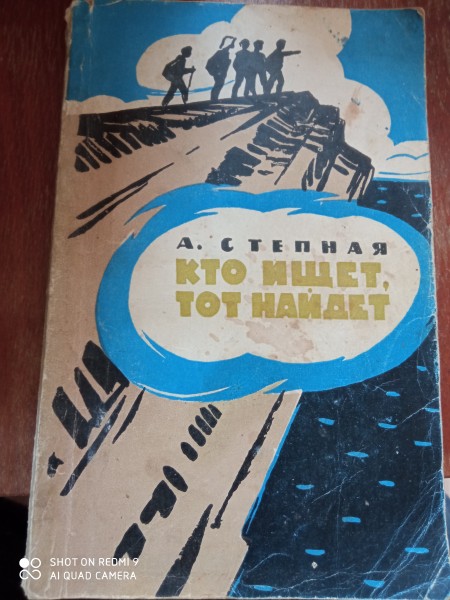 А. СТЕПНАЯ
КТО ИЩЕТ,
ТОТ НАЙДЕТ
SHOT ON REDMI 9
AI QUAD CAMERA